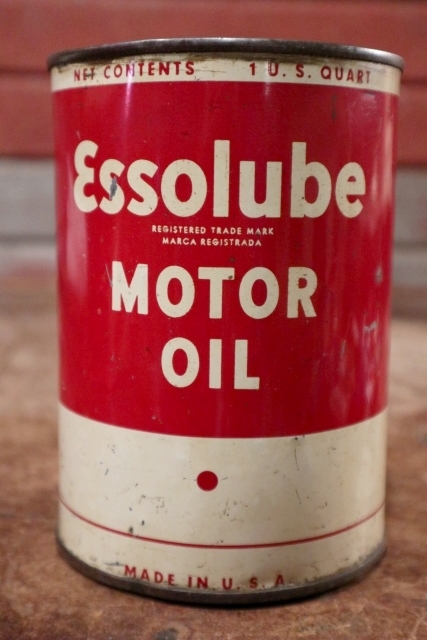 NET CONTENTS 1 U. S. QUART
Essolube
REGISTERED TRADE MARK
MARCA REGISTRADA
MOTOR
OIL
MADE IN U. S. A.